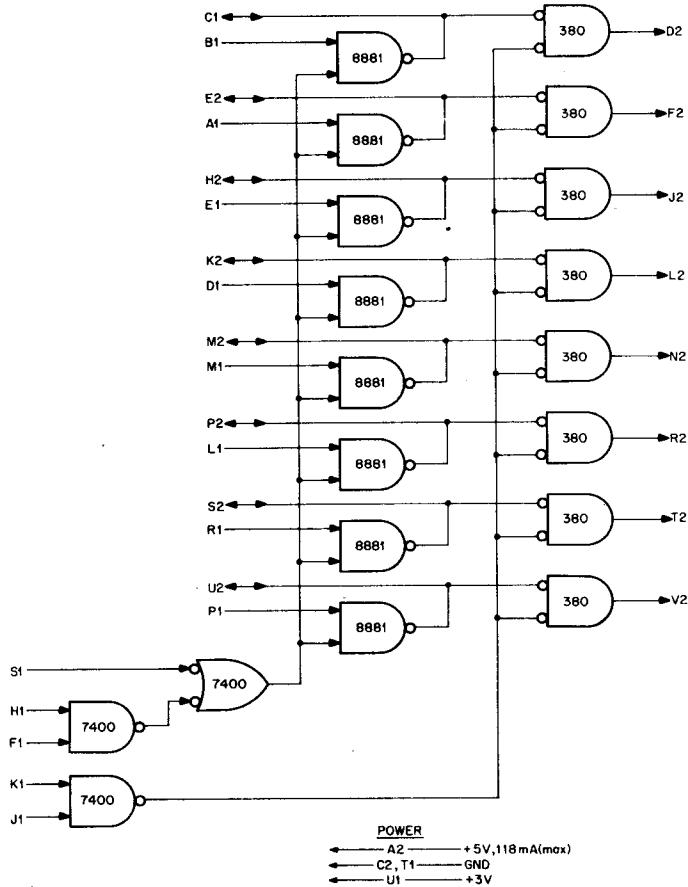 C1 380 D2
B1 8881
E2 380 F2
A1 8881
H2 380 J2
E1 8881
K2 380 L2
D1 8881
M2 380 N2
M1 8881
P2 380 R2
L1 8881
S2 380 T2
R1 8881
U2 380 V2
P1 8881
S1 7400
H1 7400
F1
K1 7400
J1
POWER
A2 +5V,118mA(max)
C2, T1 GND
U1 +3V